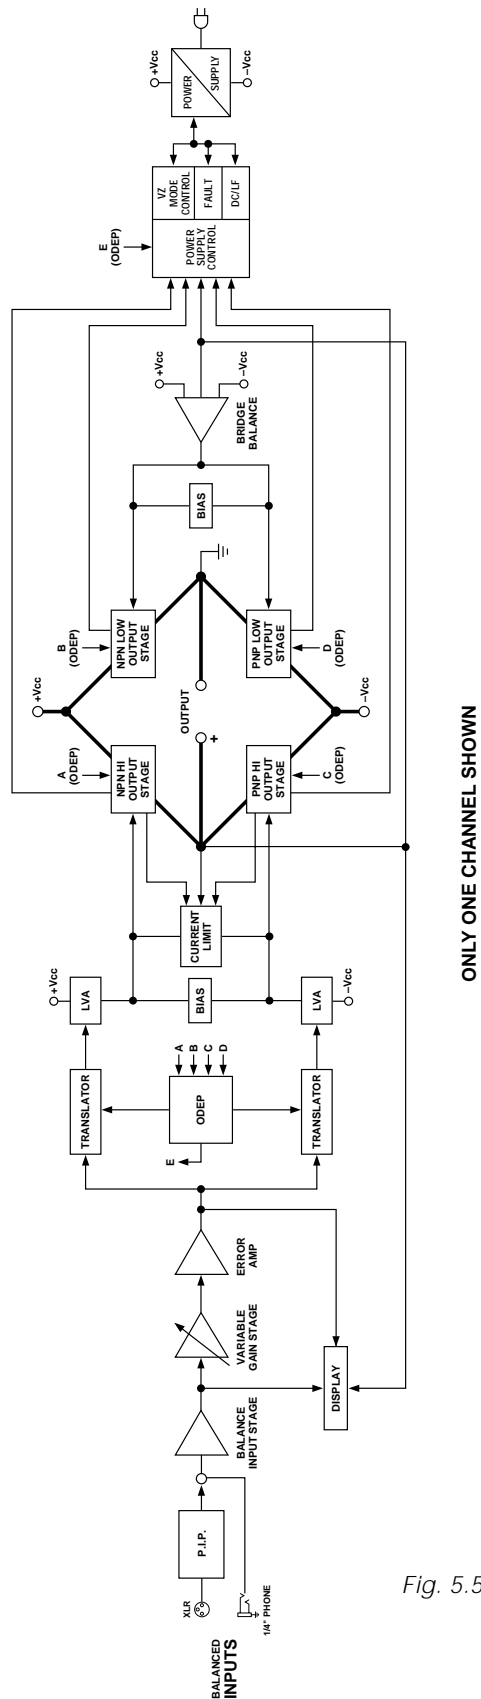 BALANCED
INPUTS
XLR
1/4" PHONE
P.I.P.
BALANCE
INPUT STAGE
VARIABLE
GAIN STAGE
ERROR
AMP
DISPLAY
TRANSLATOR
TRANSLATOR
ODEP
A
B
C
D
E
+Vcc
LVA
BIAS
LVA
–Vcc
CURRENT
LIMIT
A
(ODEP)
NPN HI
OUTPUT
STAGE
PNP HI
OUTPUT
STAGE
C
(ODEP)
+Vcc
+
OUTPUT
–Vcc
B
(ODEP)
NPN LOW
OUTPUT
STAGE
PNP LOW
OUTPUT
STAGE
D
(ODEP)
BIAS
+Vcc
–Vcc
BRIDGE
BALANCE
E
(ODEP)
POWER
SUPPLY
CONTROL
VZ
MODE
CONTROL
FAULT
DC/LF
+Vcc
POWER
SUPPLY
–Vcc
ONLY ONE CHANNEL SHOWN
Fig. 5.5